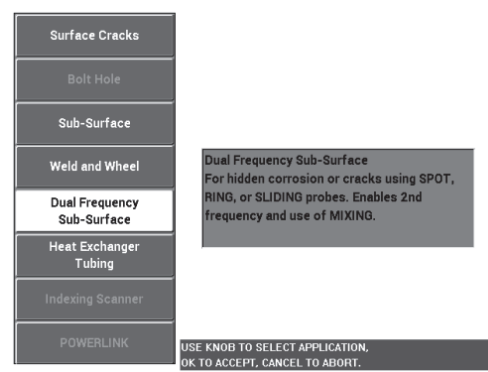 Surface Cracks
Bolt Hole
Sub-Surface
Weld and Wheel
Dual Frequency
Sub-Surface
Heat Exchanger
Tubing
Indexing Scanner
POWERLINK
Dual Frequency Sub-Surface
For hidden corrosion or cracks using SPOT,
RING, or SLIDING probes. Enables 2nd
frequency and use of MIXING.
USE KNOB TO SELECT APPLICATION,
OK TO ACCEPT, CANCEL TO ABORT.